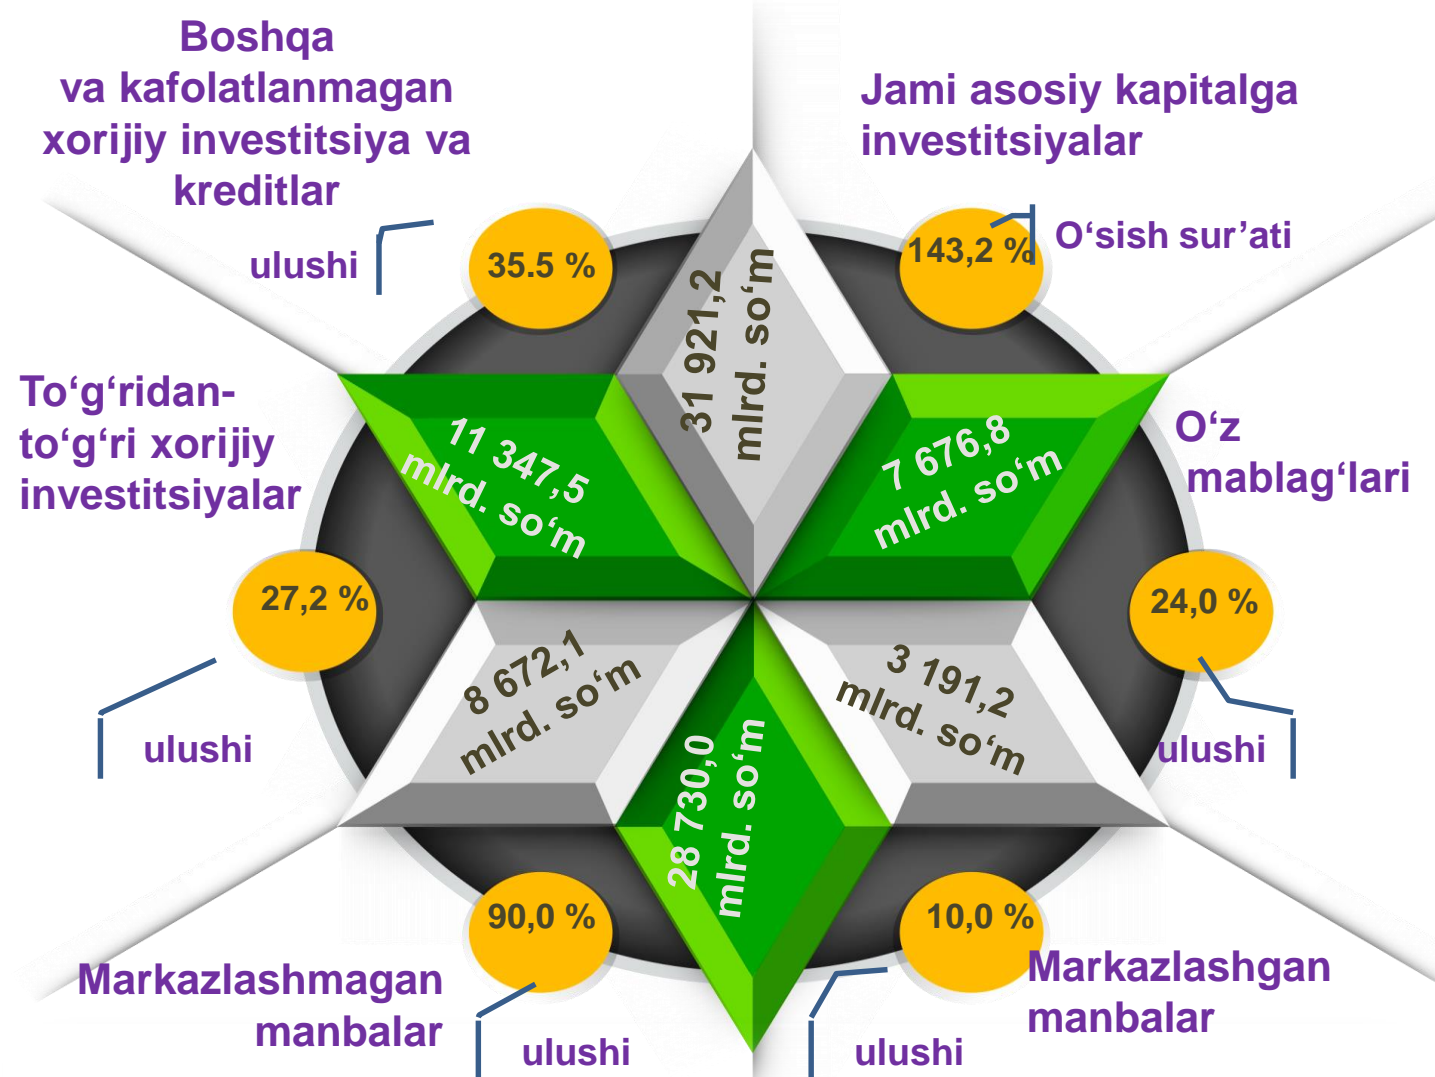 Boshqa
va kafolatlanmagan
xorijiy investitsiya va
kreditlar
ulushi
35.5 %
Jami asosiy kapitalga
investitsiyalar
143,2 %
O‘sish sur’ati
31 921,2
mlrd. so‘m
To‘g‘ridan-
to‘g‘ri xorijiy
investitsiyalar
11 347,5
mlrd. so‘m
7 676,8
mlrd. so‘m
O‘z
mablag‘lari
27,2 %
ulushi
24,0 %
ulushi
8 672,1
mlrd. so‘m
3 191,2
mlrd. so‘m
28 730,0
mlrd. so‘m
90,0 %
Markazlashmagan
manbalar
ulushi
10,0 %
Markazlashgan
manbalar
ulushi